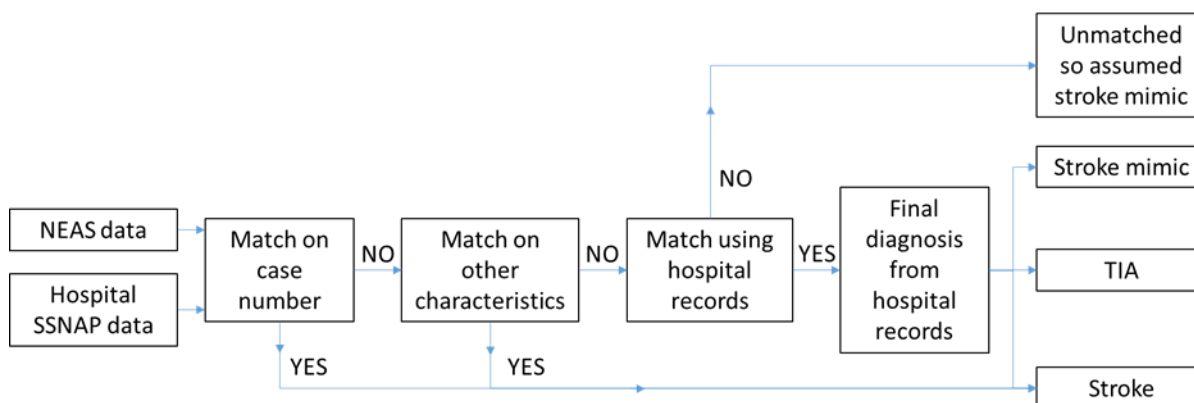 Unmatched
so assumed
stroke mimic
NO
Stroke mimic
NEAS data
Hospital
SSNAP data
Match on
case
number
NO
Match on
other
characteristics
NO
Match using
hospital
records
YES
Final
diagnosis
from
hospital
records
TIA
YES
YES
Stroke